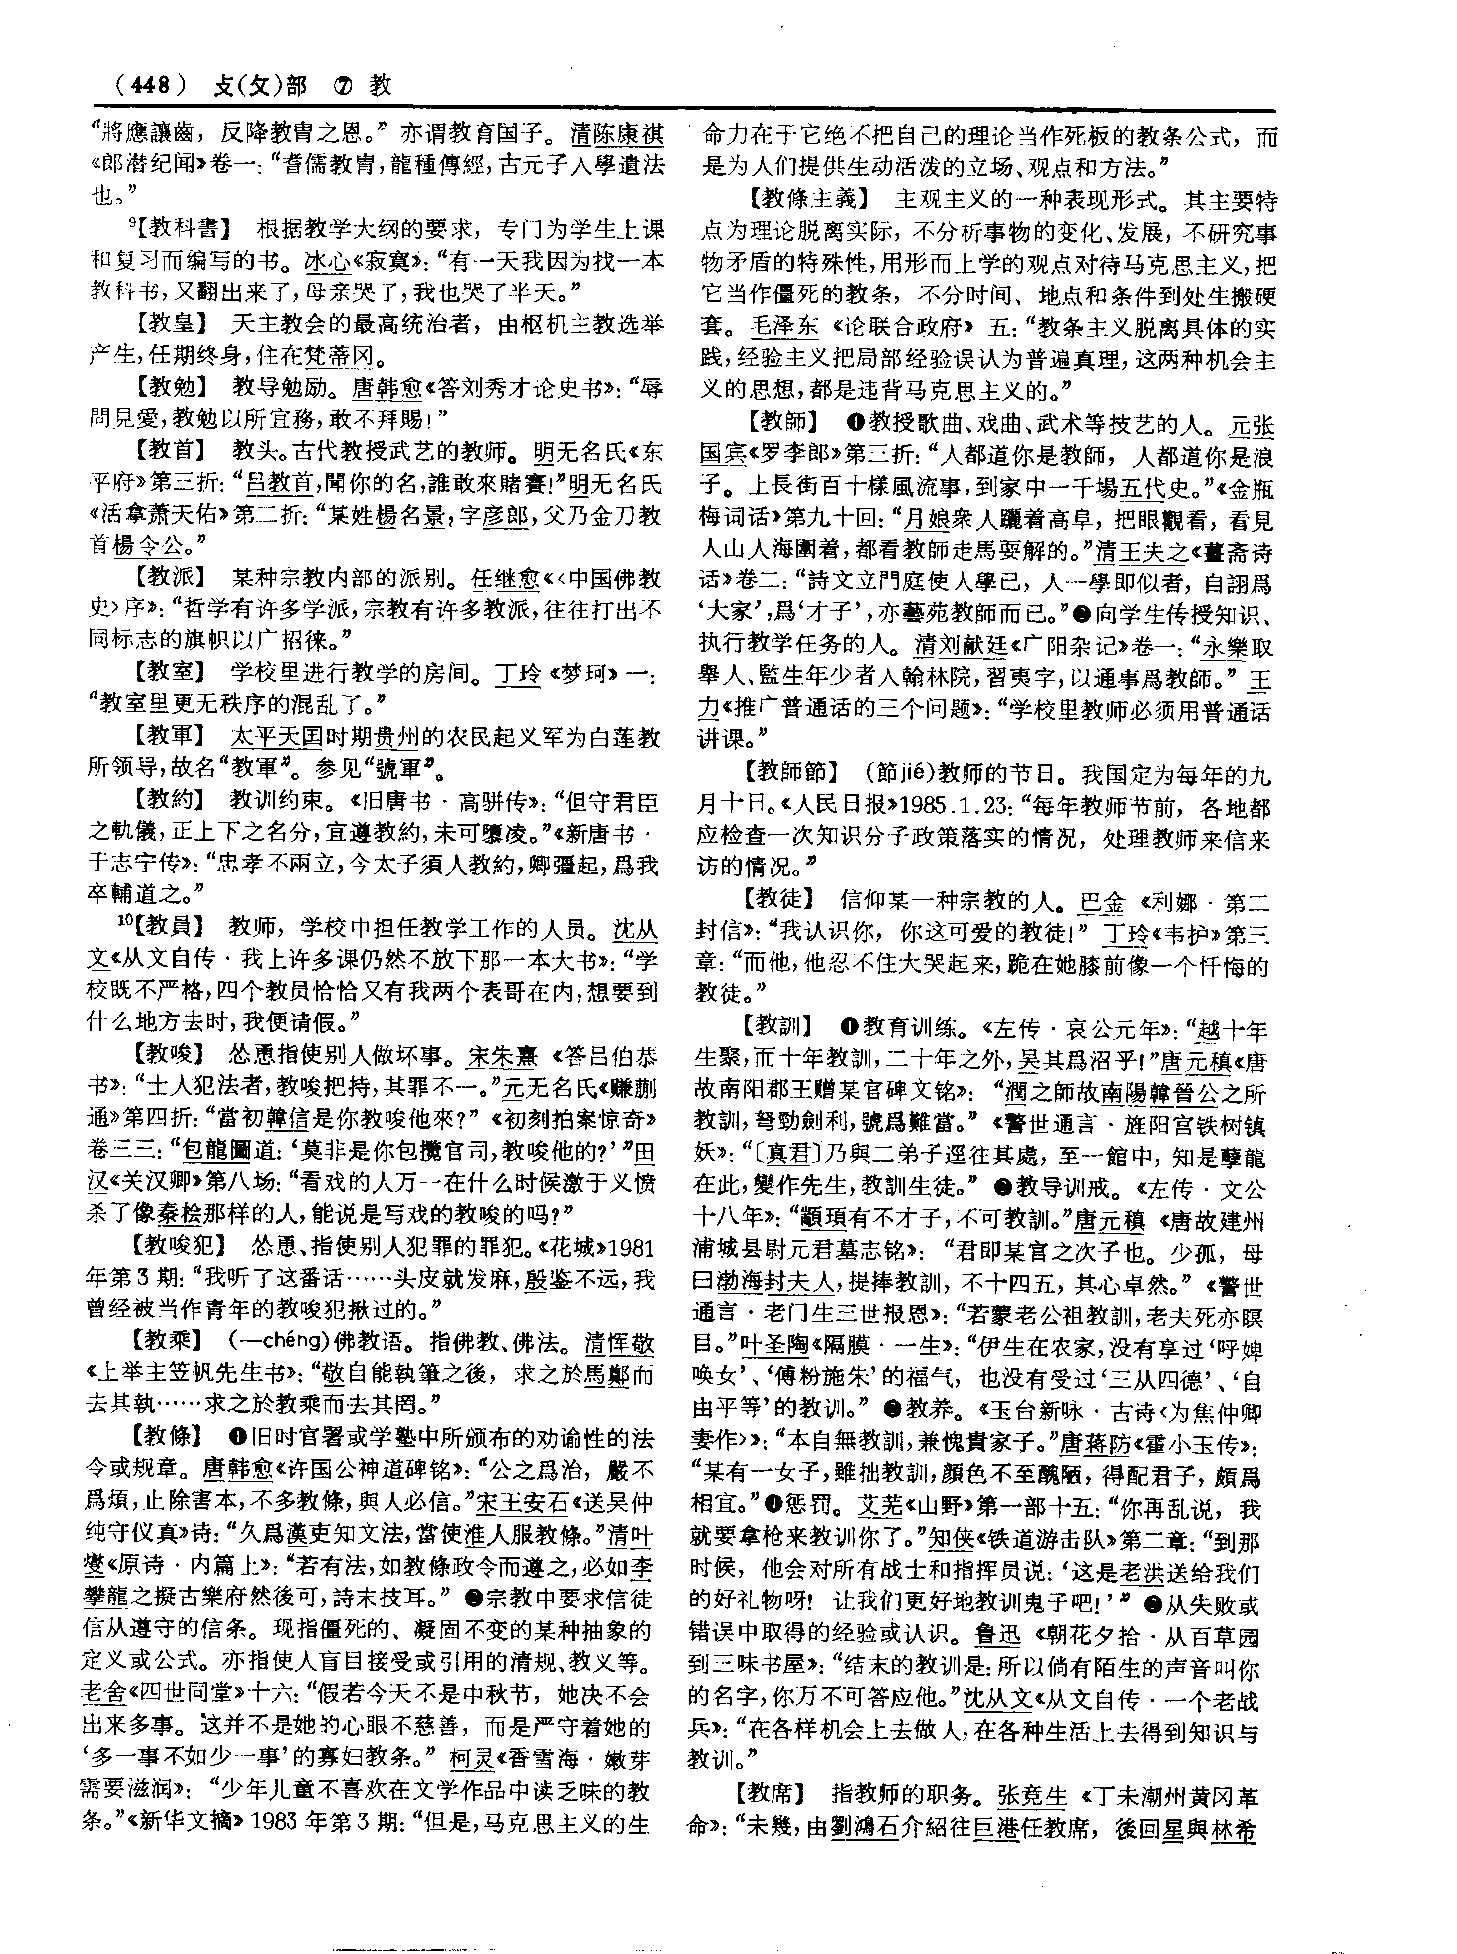 （448） 攴(攵)部 ⑦ 教
“將應讓齒，反降教胄之恩。”亦谓教育国子。清陈康祺
《郎潜纪闻》卷一：“耆儒教胄，龍種傳經，古元子入學遺法
也。”
⁹【教科書】 根据教学大纲的要求，专门为学生上课
和复习而编写的书。冰心《寂寞》：“有一天我因为找一本
教科书，又翻出来了，母亲哭了，我也哭了半天。”
【教皇】 天主教会的最高统治者，由枢机主教选举
产生，任期终身，住在梵蒂冈。
【教勉】 教导勉励。唐韩愈《答刘秀才论史书》：“辱
問見愛，教勉以所宜務，敢不拜賜！”
【教首】 教头。古代教授武艺的教师。明无名氏《东
平府》第三折：“吕教首，聞你的名，誰敢來賭賽！”明无名氏
《活拿萧天佑》第二折：“某姓楊名景，字彦郎，父乃金刀教
首楊令公。”
【教派】 某种宗教内部的派别。任继愈《〈中国佛教
史〉序》：“哲学有许多学派，宗教有许多教派，往往打出不
同标志的旗帜以广招徕。”
【教室】 学校里进行教学的房间。丁玲《梦珂》一：
“教室里更无秩序的混乱了。”
【教軍】 太平天囯时期贵州的农民起义军为白莲教
所领导，故名“教軍”。参见“號軍”。
【教約】 教训约束。《旧唐书·高骈传》：“但守君臣
之軌儀，正上下之名分，宜遵教約，未可隳凌。”《新唐书·
于志宁传》：“忠孝不兩立，今太子須人教約，卿彊起，爲我
卒輔道之。”
¹⁰【教員】 教师，学校中担任教学工作的人员。沈从
文《从文自传·我上许多课仍然不放下那一本大书》：“学
校既不严格，四个教员恰恰又有我两个表哥在内，想要到
什么地方去时，我便请假。”
【教唆】 怂恿指使别人做坏事。宋朱熹《答吕伯恭
书》：“士人犯法者，教唆把持，其罪不一。”元无名氏《赚蒯
通》第四折：“當初韓信是你教唆他來？”《初刻拍案惊奇》
卷三三：“包龍圖道：‘莫非是你包攬官司，教唆他的？’”田
汉《关汉卿》第八场：“看戏的人万一在什么时候激于义愤
杀了像秦桧那样的人，能说是写戏的教唆的吗？”
【教唆犯】 怂恿、指使别人犯罪的罪犯。《花城》1981
年第3期：“我听了这番话……头皮就发麻，殷鉴不远，我
曾经被当作青年的教唆犯揪过的。”
【教乘】 （—chéng）佛教语。指佛教、佛法。清恽敬
《上举主笠帆先生书》：“敬自能執筆之後，求之於馬鄭而
去其執……求之於教乘而去其罔。”
【教條】 ❶旧时官署或学塾中所颁布的劝谕性的法
令或规章。唐韩愈《许国公神道碑铭》：“公之爲治，嚴不
爲煩，止除害本，不多教條，與人必信。”宋王安石《送吴仲
纯守仪真》诗：“久爲漢吏知文法，當使淮人服教條。”清叶
燮《原诗·内篇上》：“若有法，如教條政令而遵之，必如李
攀龍之擬古樂府然後可，詩末技耳。”❷宗教中要求信徒
信从遵守的信条。现指僵死的、凝固不变的某种抽象的
定义或公式。亦指使人盲目接受或引用的清规、教义等。
老舍《四世同堂》十六：“假若今天不是中秋节，她决不会
出来多事。这并不是她的心眼不慈善，而是严守着她的
‘多一事不如少一事’的寡妇教条。”柯灵《香雪海·嫩芽
需要滋润》：“少年儿童不喜欢在文学作品中读乏味的教
条。”《新华文摘》1983年第3期：“但是，马克思主义的生
命力在于它绝不把自己的理论当作死板的教条公式，而
是为人们提供生动活泼的立场、观点和方法。”
【教條主義】 主观主义的一种表现形式。其主要特
点为理论脱离实际，不分析事物的变化、发展，不研究事
物矛盾的特殊性，用形而上学的观点对待马克思主义，把
它当作僵死的教条，不分时间、地点和条件到处生搬硬
套。毛泽东《论联合政府》五：“教条主义脱离具体的实
践，经验主义把局部经验误认为普遍真理，这两种机会主
义的思想，都是违背马克思主义的。”
【教師】 ❶教授歌曲、戏曲、武术等技艺的人。元张
国宾《罗李郎》第三折：“人都道你是教師，人都道你是浪
子。上長街百十樣風流事，到家中一千場五代史。”《金瓶
梅词话》第九十回：“月娘衆人躧着高阜，把眼觀看，看見
人山人海圍着，都看教師走馬耍解的。”清王夫之《薑斋诗
话》卷二：“詩文立門庭使人學己，人一學即似者，自詡爲
‘大家’，爲‘才子’，亦藝苑教師而已。”❷向学生传授知识、
执行教学任务的人。清刘献廷《广阳杂记》卷一：“永樂取
舉人、監生年少者入翰林院，習夷字，以通事爲教師。”王
力《推广普通话的三个问题》：“学校里教师必须用普通话
讲课。”
【教師節】 （節jié）教师的节日。我国定为每年的九
月十日。《人民日报》1985.1.23：“每年教师节前，各地都
应检查一次知识分子政策落实的情况，处理教师来信来
访的情况。”
【教徒】 信仰某一种宗教的人。巴金《利娜·第二
封信》：“我认识你，你这可爱的教徒！”丁玲《韦护》第三
章：“而他，他忍不住大哭起来，跪在她膝前像一个忏悔的
教徒。”
【教訓】 ❶教育训练。《左传·哀公元年》：“越十年
生聚，而十年教訓，二十年之外，吴其爲沼乎！”唐元稹《唐
故南阳郡王赠某官碑文铭》：“潤之師故南陽韓晉公之所
教訓，弩勁劍利，號爲難當。”《警世通言·旌阳宫铁树镇
妖》：“〔真君〕乃與二弟子逕往其處，至一館中，知是孽龍
在此，變作先生，教訓生徒。”❷教导训戒。《左传·文公
十八年》：“顓頊有不才子，不可教訓。”唐元稹《唐故建州
浦城县尉元君墓志铭》：“君即某官之次子也。少孤，母
曰渤海封夫人，提捧教訓，不十四五，其心卓然。”《警世
通言·老门生三世报恩》：“若蒙老公祖教訓，老夫死亦瞑
目。”叶圣陶《隔膜·一生》：“伊生在农家，没有享过‘呼婢
唤女’、‘傅粉施朱’的福气，也没有受过‘三从四德’、‘自
由平等’的教训。”❸教养。《玉台新咏·古诗〈为焦仲卿
妻作〉》：“本自無教訓，兼愧貴家子。”唐蒋防《霍小玉传》：
“某有一女子，雖拙教訓，顔色不至醜陋，得配君子，頗爲
相宜。”❹惩罚。艾芜《山野》第一部十五：“你再乱说，我
就要拿枪来教训你了。”知侠《铁道游击队》第二章：“到那
时候，他会对所有战士和指挥员说：‘这是老洪送给我们
的好礼物呀！让我们更好地教训鬼子吧！’”❺从失败或
错误中取得的经验或认识。鲁迅《朝花夕拾·从百草园
到三味书屋》：“结末的教训是：所以倘有陌生的声音叫你
的名字，你万不可答应他。”沈从文《从文自传·一个老战
兵》：“在各样机会上去做人，在各种生活上去得到知识与
教训。”
【教席】 指教师的职务。张竞生《丁未潮州黄冈革
命》：“未幾，由劉鴻石介紹往巨港任教席，後回星與林希